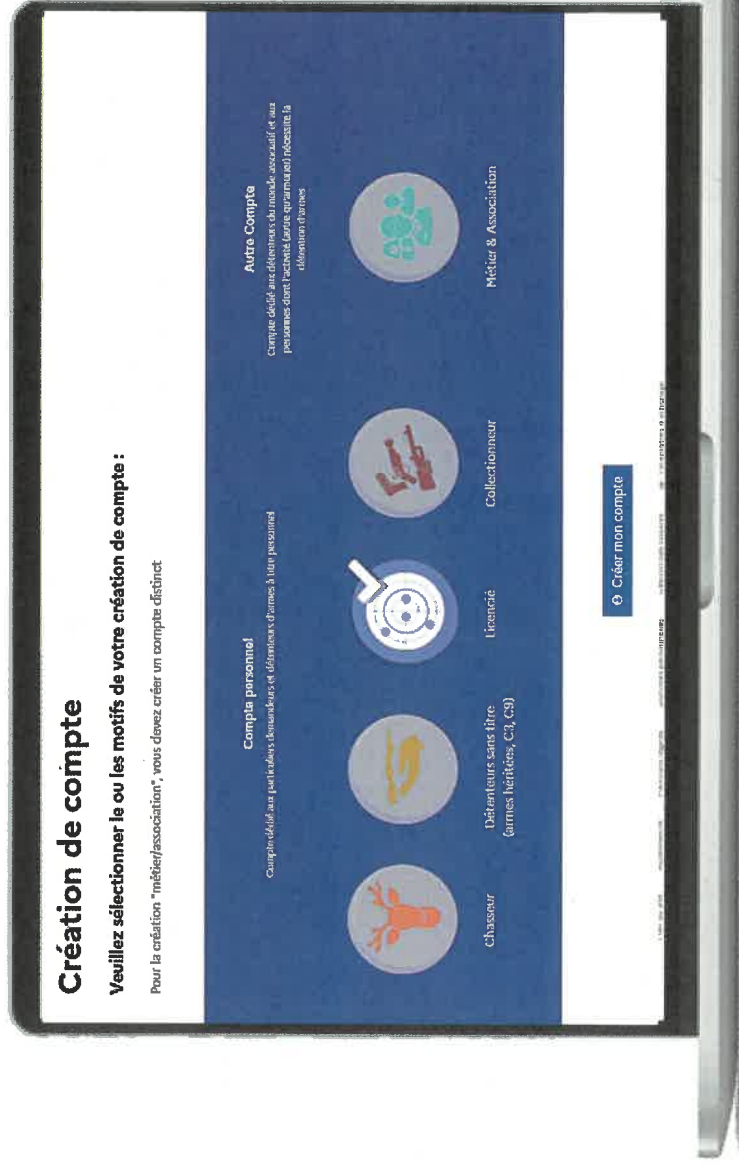 Création de compte
Veuillez sélectionner le ou les motifs de votre création de compte :
Pour la création "métier/association", vous devez créer un compte distinct
Compte personnel
Compte dédié aux particuliers demandeurs et détenteurs d'armes à titre personnel
Chasseur
Détenteurs sans titre
(armes héritées, C3, C9)
Licencié
Collectionneur
Autre Compte
Compte dédié aux détenteurs du monde associatif et aux
personnes dont l'activité (autre qu'armurier) nécessite la
détention d'armes
Métier & Association
Créer mon compte